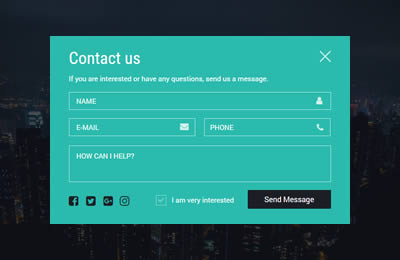 Contact us
If you are interested or have any questions, send us a message.
NAME
E-MAIL
PHONE
HOW CAN I HELP?
I am very interested
Send Message